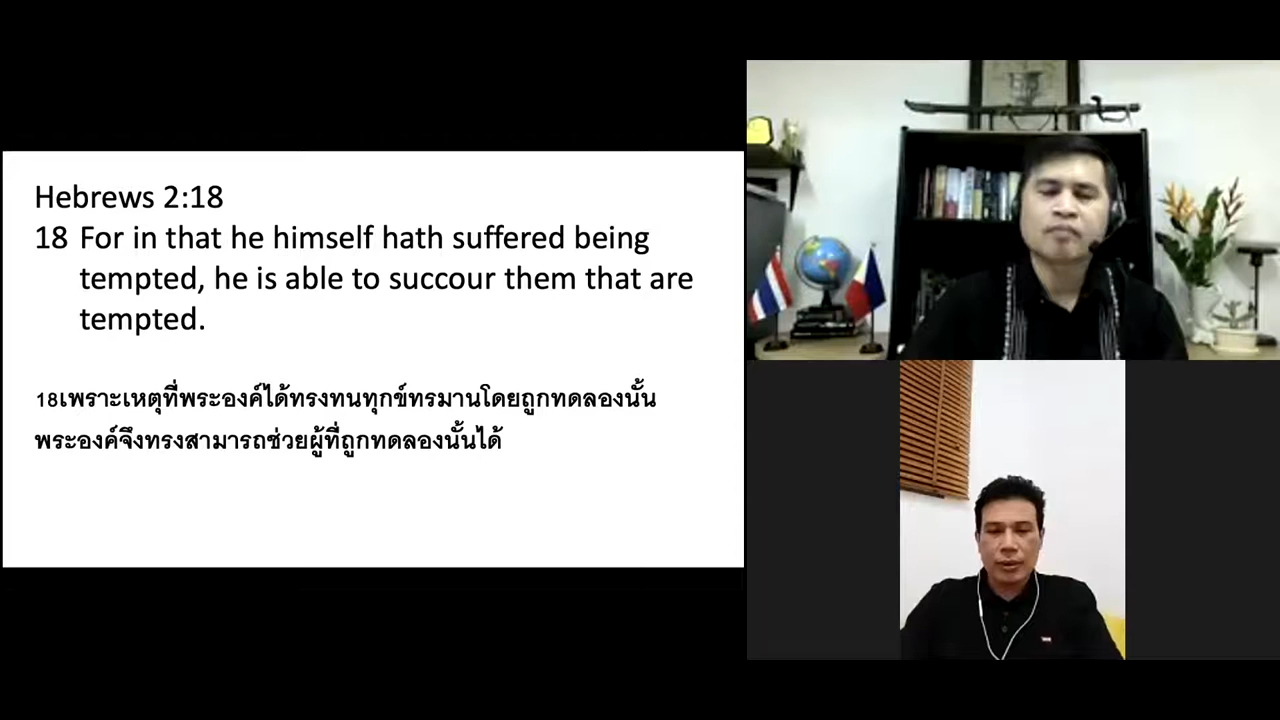 Hebrews 2:18
18 For in that he himself hath suffered being
tempted, he is able to succour them that are
tempted.
18เพราะเหตุที่พระองค์ได้ทรงทนทุกข์ทรมานโดยถูกทดลองนั้น
พระองค์จึงทรงสามารถช่วยผู้ที่ถูกทดลองนั้นได้